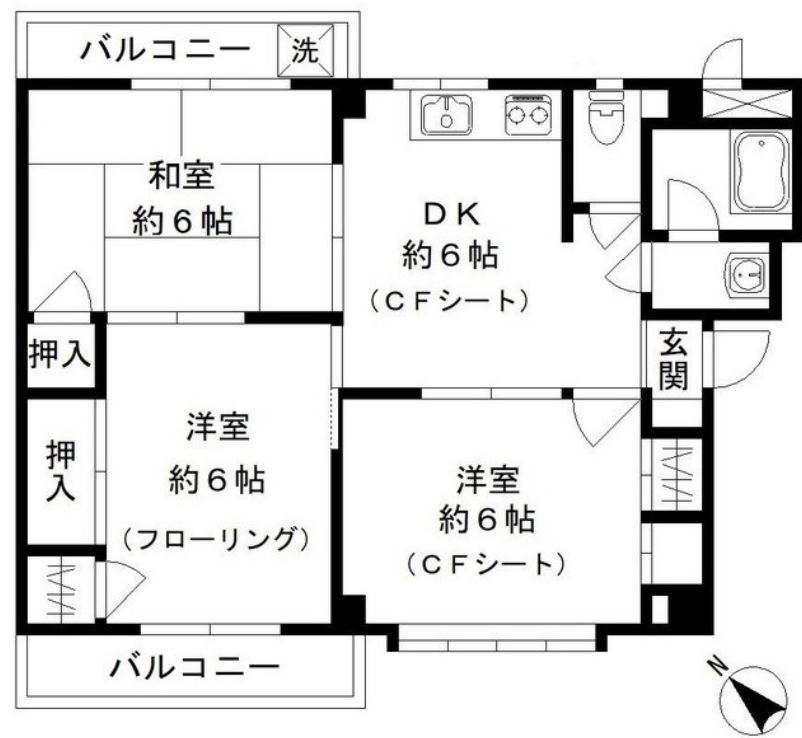 バルコニー
洗
和室
約6帖
DK
約6帖
(CFシート)
玄関
押入
押入
洋室
約6帖
(フローリング)
洋室
約6帖
(CFシート)
バルコニー
N